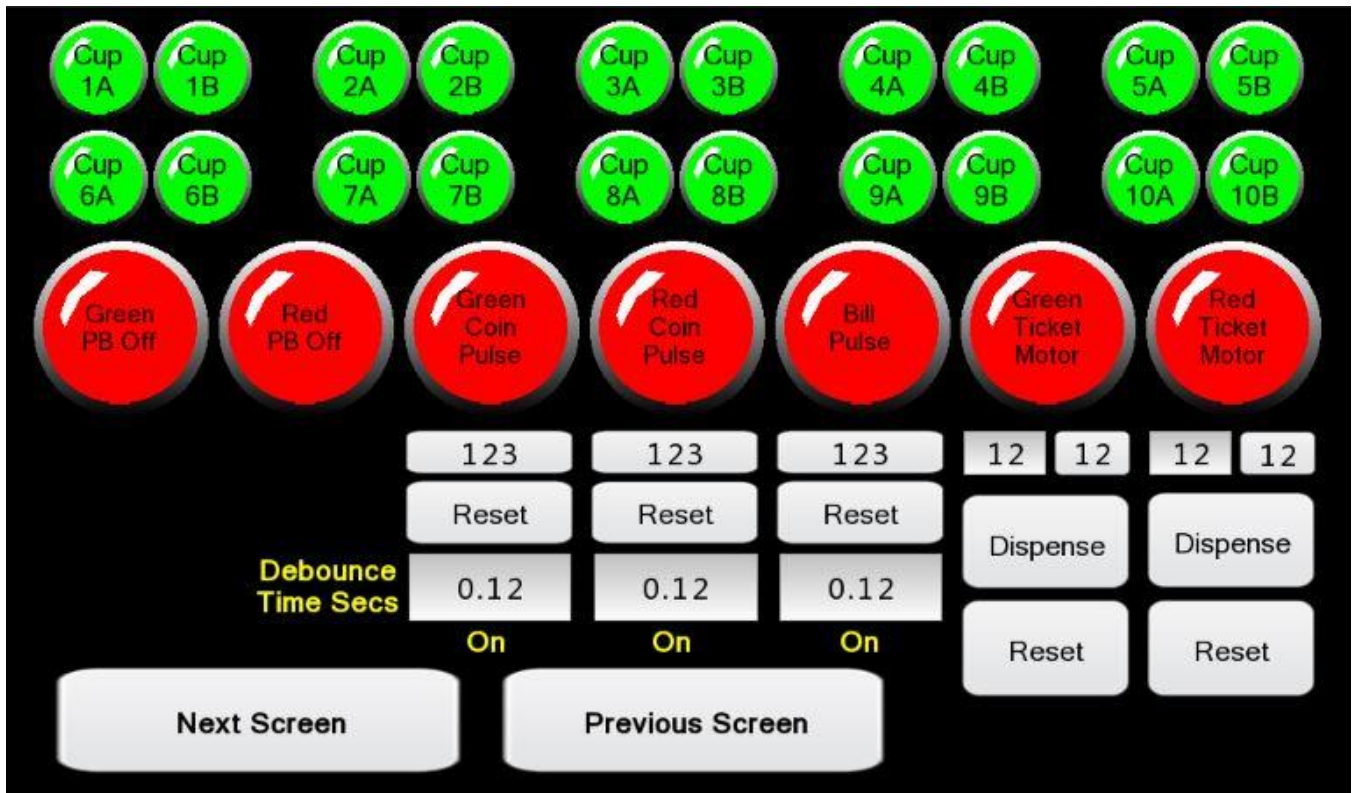 Cup 1A Cup 1B Cup 2A Cup 2B Cup 3A Cup 3B Cup 4A Cup 4B Cup 5A Cup 5B
Cup 6A Cup 6B Cup 7A Cup 7B Cup 8A Cup 8B Cup 9A Cup 9B Cup 10A Cup 10B
Green PB Off Red PB Off Green Coin Pulse Red Coin Pulse Bill Pulse Green Ticket Motor Red Ticket Motor
123 123 123 12 12 12 12
Reset Reset Reset
Dispense Dispense
Debounce Time Secs 0.12 0.12 0.12
On On On
Reset Reset
Next Screen Previous Screen